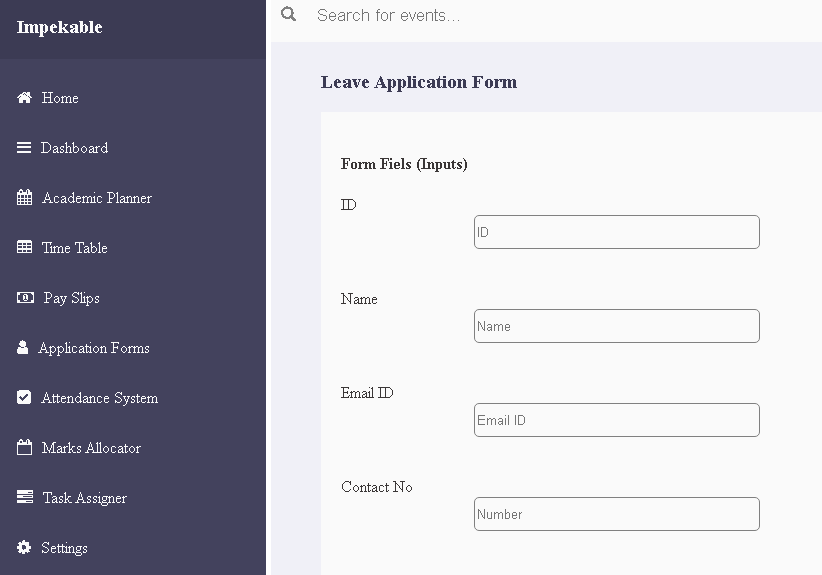 Impekable
Search for events...
Home
Dashboard
Academic Planner
Time Table
Pay Slips
Application Forms
Attendance System
Marks Allocator
Task Assigner
Settings
Leave Application Form
Form Fiels (Inputs)
ID
ID
Name
Name
Email ID
Email ID
Contact No
Number